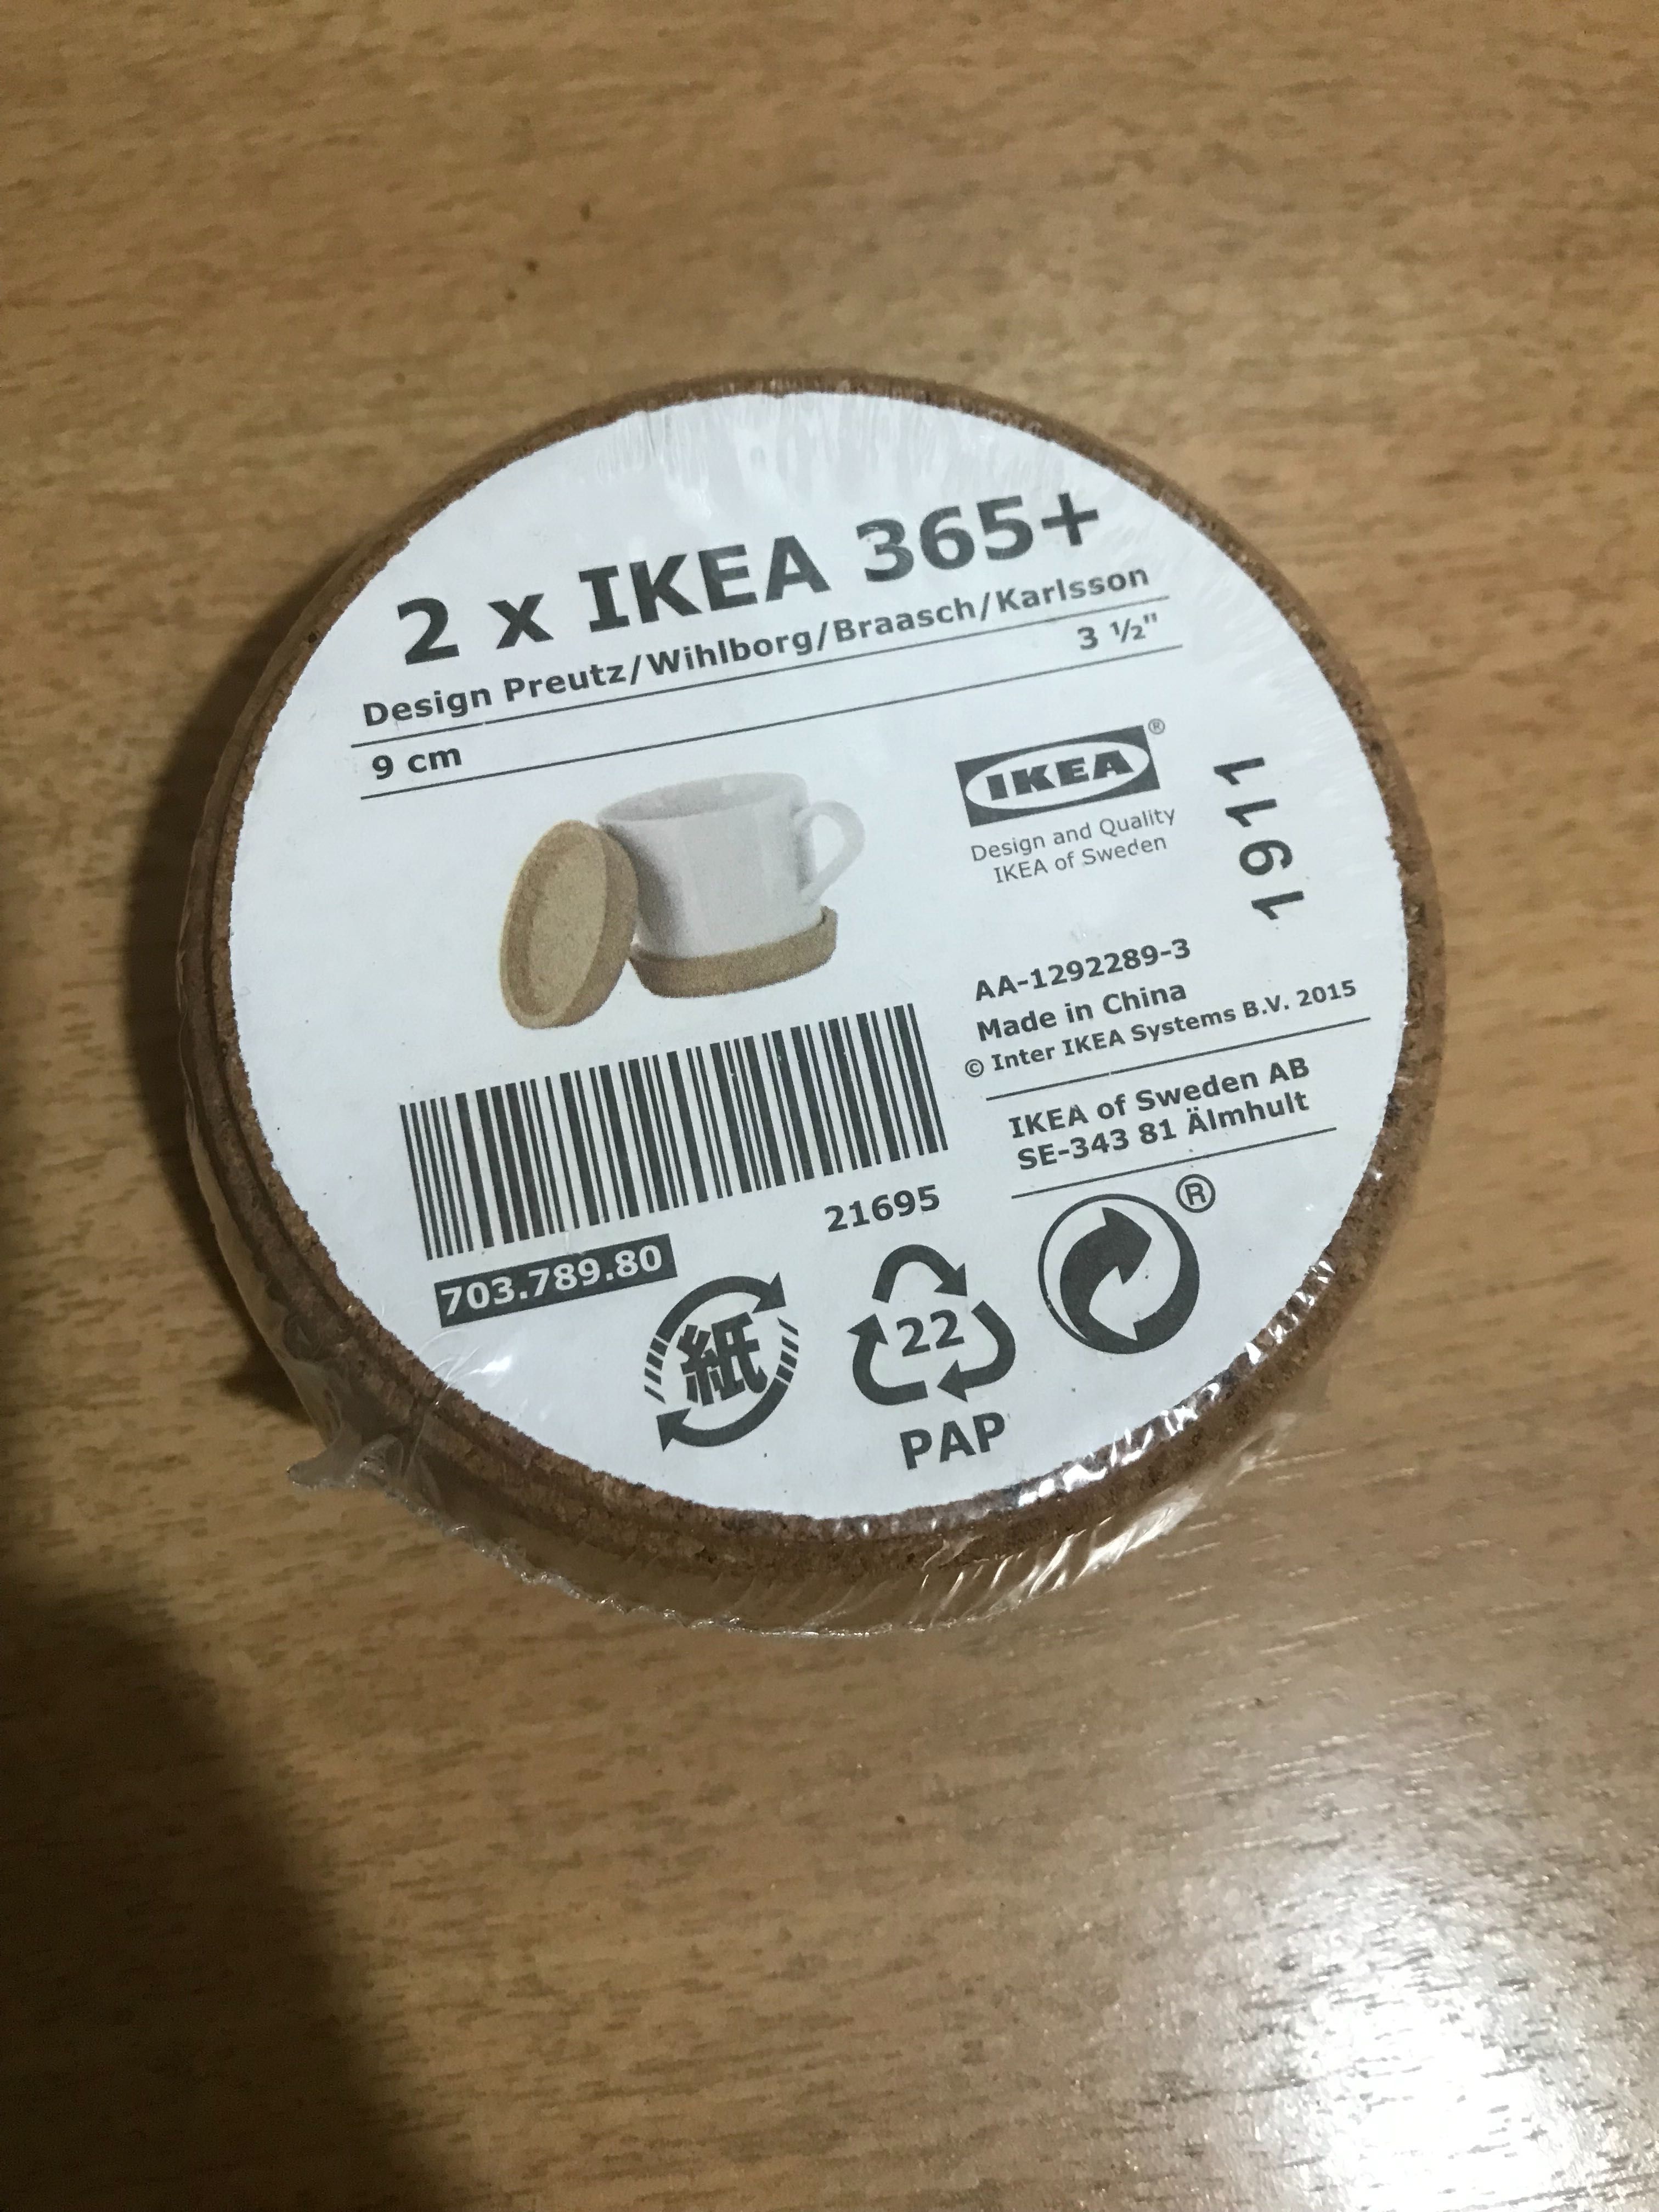 2 x IKEA 365+
Design Preutz/Wihlborg/Braasch/Karlsson
9 cm 3 ½"
IKEA®
Design and Quality
IKEA of Sweden
1911
AA-1292289-3
Made in China
© Inter IKEA Systems B.V. 2015
IKEA of Sweden AB
SE-343 81 Älmhult
21695
703.789.80
紙
22
PAP
®